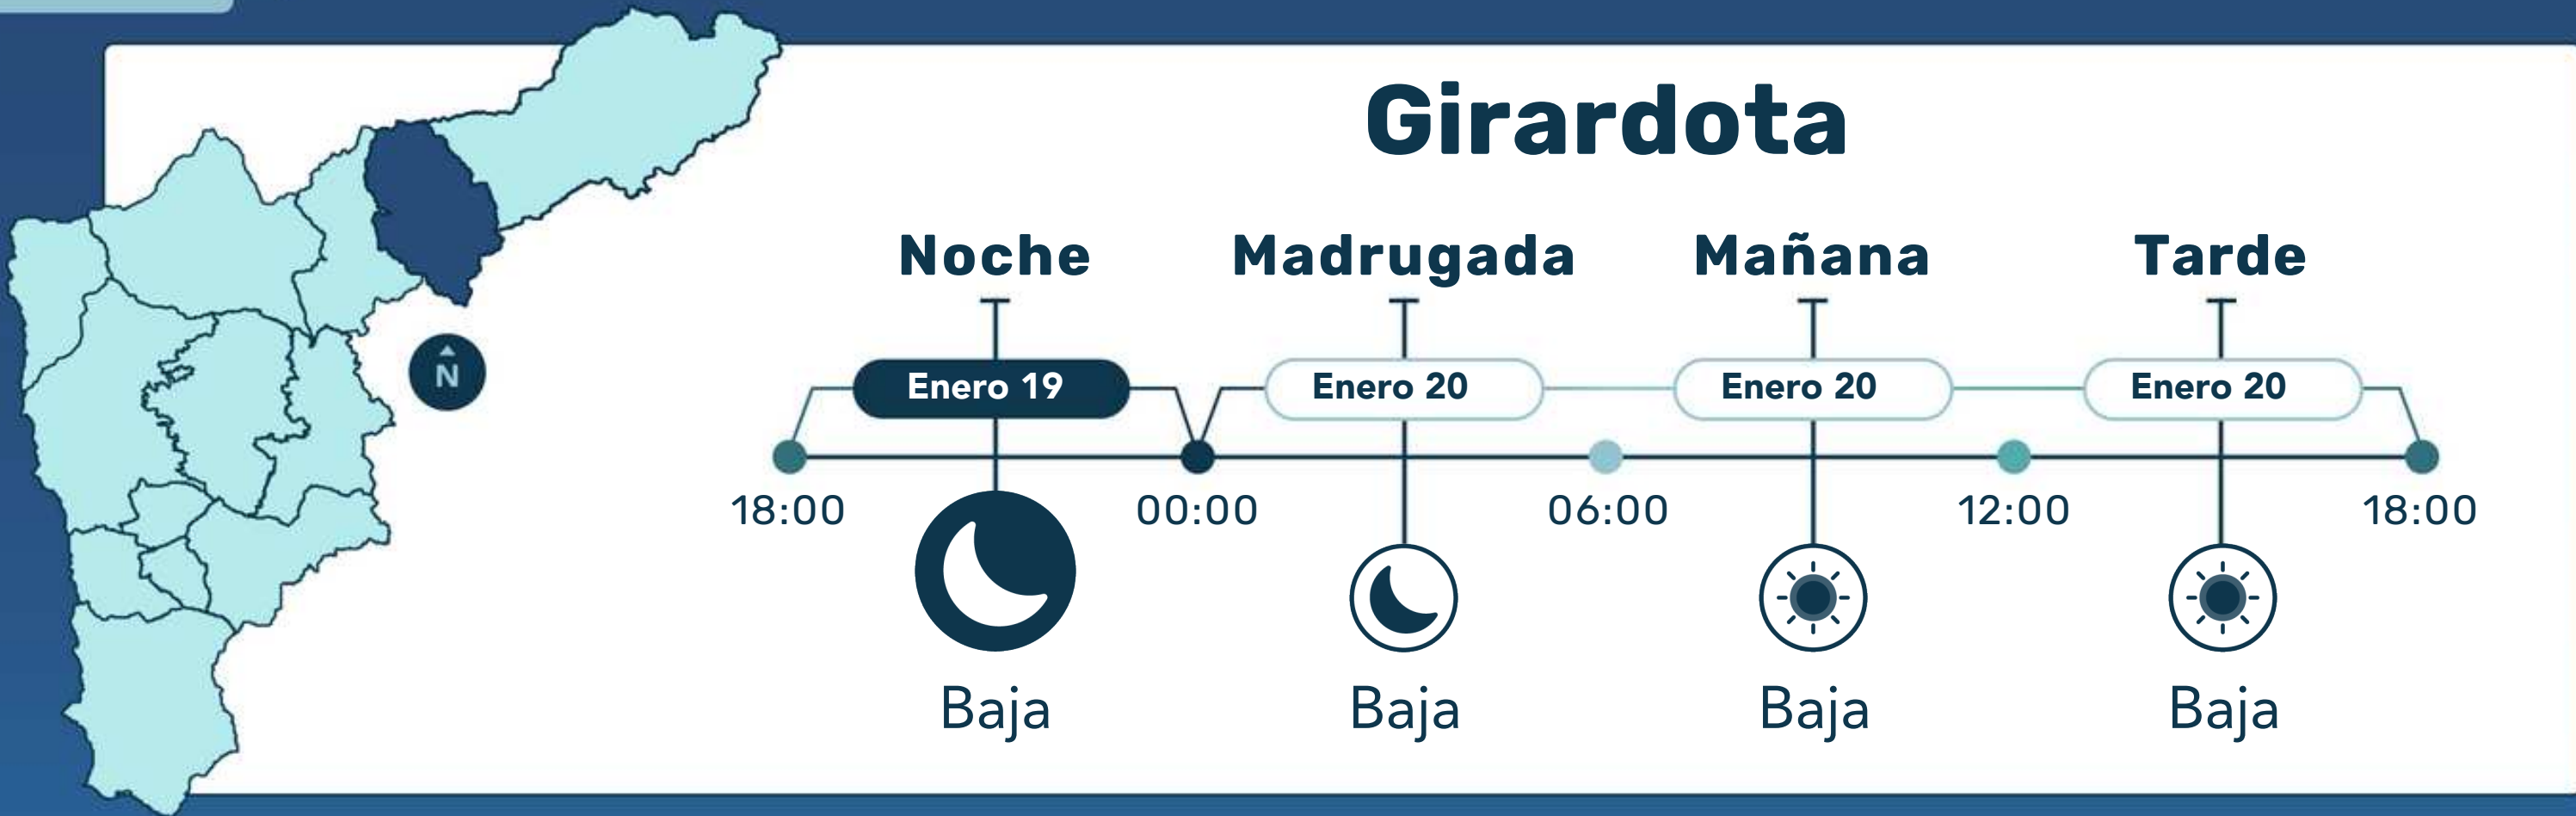 Girardota
Noche Madrugada Mañana Tarde
Enero 19 Enero 20 Enero 20 Enero 20
N
18:00 00:00 06:00 12:00 18:00
Baja Baja Baja Baja